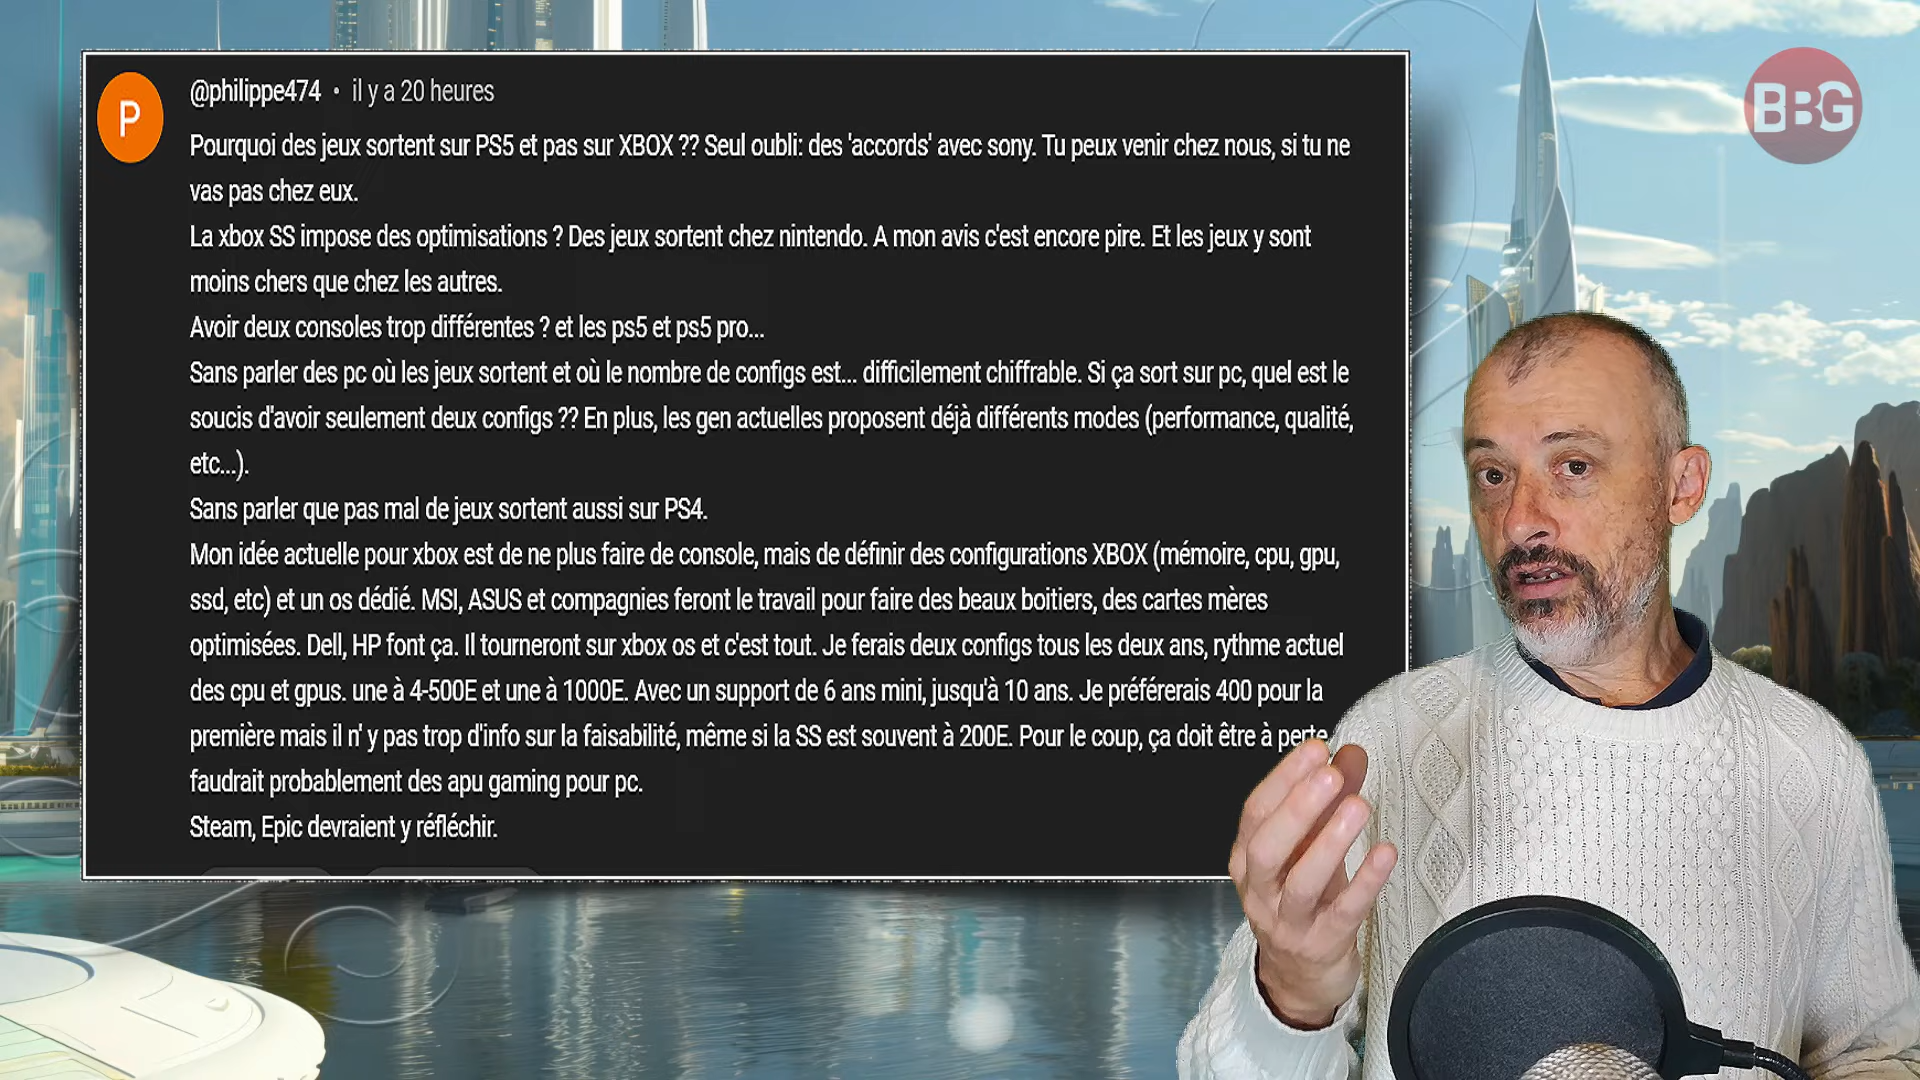 P
@philippe474 • il y a 20 heures
Pourquoi des jeux sortent sur PS5 et pas sur XBOX ?? Seul oubli: des 'accords' avec sony. Tu peux venir chez nous, si tu ne
vas pas chez eux.
La xbox SS impose des optimisations ? Des jeux sortent chez nintendo. A mon avis c'est encore pire. Et les jeux y sont
moins chers que chez les autres.
Avoir deux consoles trop différentes ? et les ps5 et ps5 pro...
Sans parler des pc où les jeux sortent et où le nombre de configs est... difficilement chiffrable. Si ça sort sur pc, quel est le
soucis d'avoir seulement deux configs ?? En plus, les gen actuelles proposent déjà différents modes (performance, qualité,
etc...).
Sans parler que pas mal de jeux sortent aussi sur PS4.
Mon idée actuelle pour xbox est de ne plus faire de console, mais de définir des configurations XBOX (mémoire, cpu, gpu,
ssd, etc) et un os dédié. MSI, ASUS et compagnies feront le travail pour faire des beaux boitiers, des cartes mères
optimisées. Dell, HP font ça. Il tourneront sur xbox os et c'est tout. Je ferais deux configs tous les deux ans, rythme actuel
des cpu et gpus. une à 4-500E et une à 1000E. Avec un support de 6 ans mini, jusqu'à 10 ans. Je préférerais 400 pour la
première mais il n' y pas trop d'info sur la faisabilité, même si la SS est souvent à 200E. Pour le coup, ça doit être à perte
faudrait probablement des apu gaming pour pc.
Steam, Epic devraient y réfléchir.
BBG